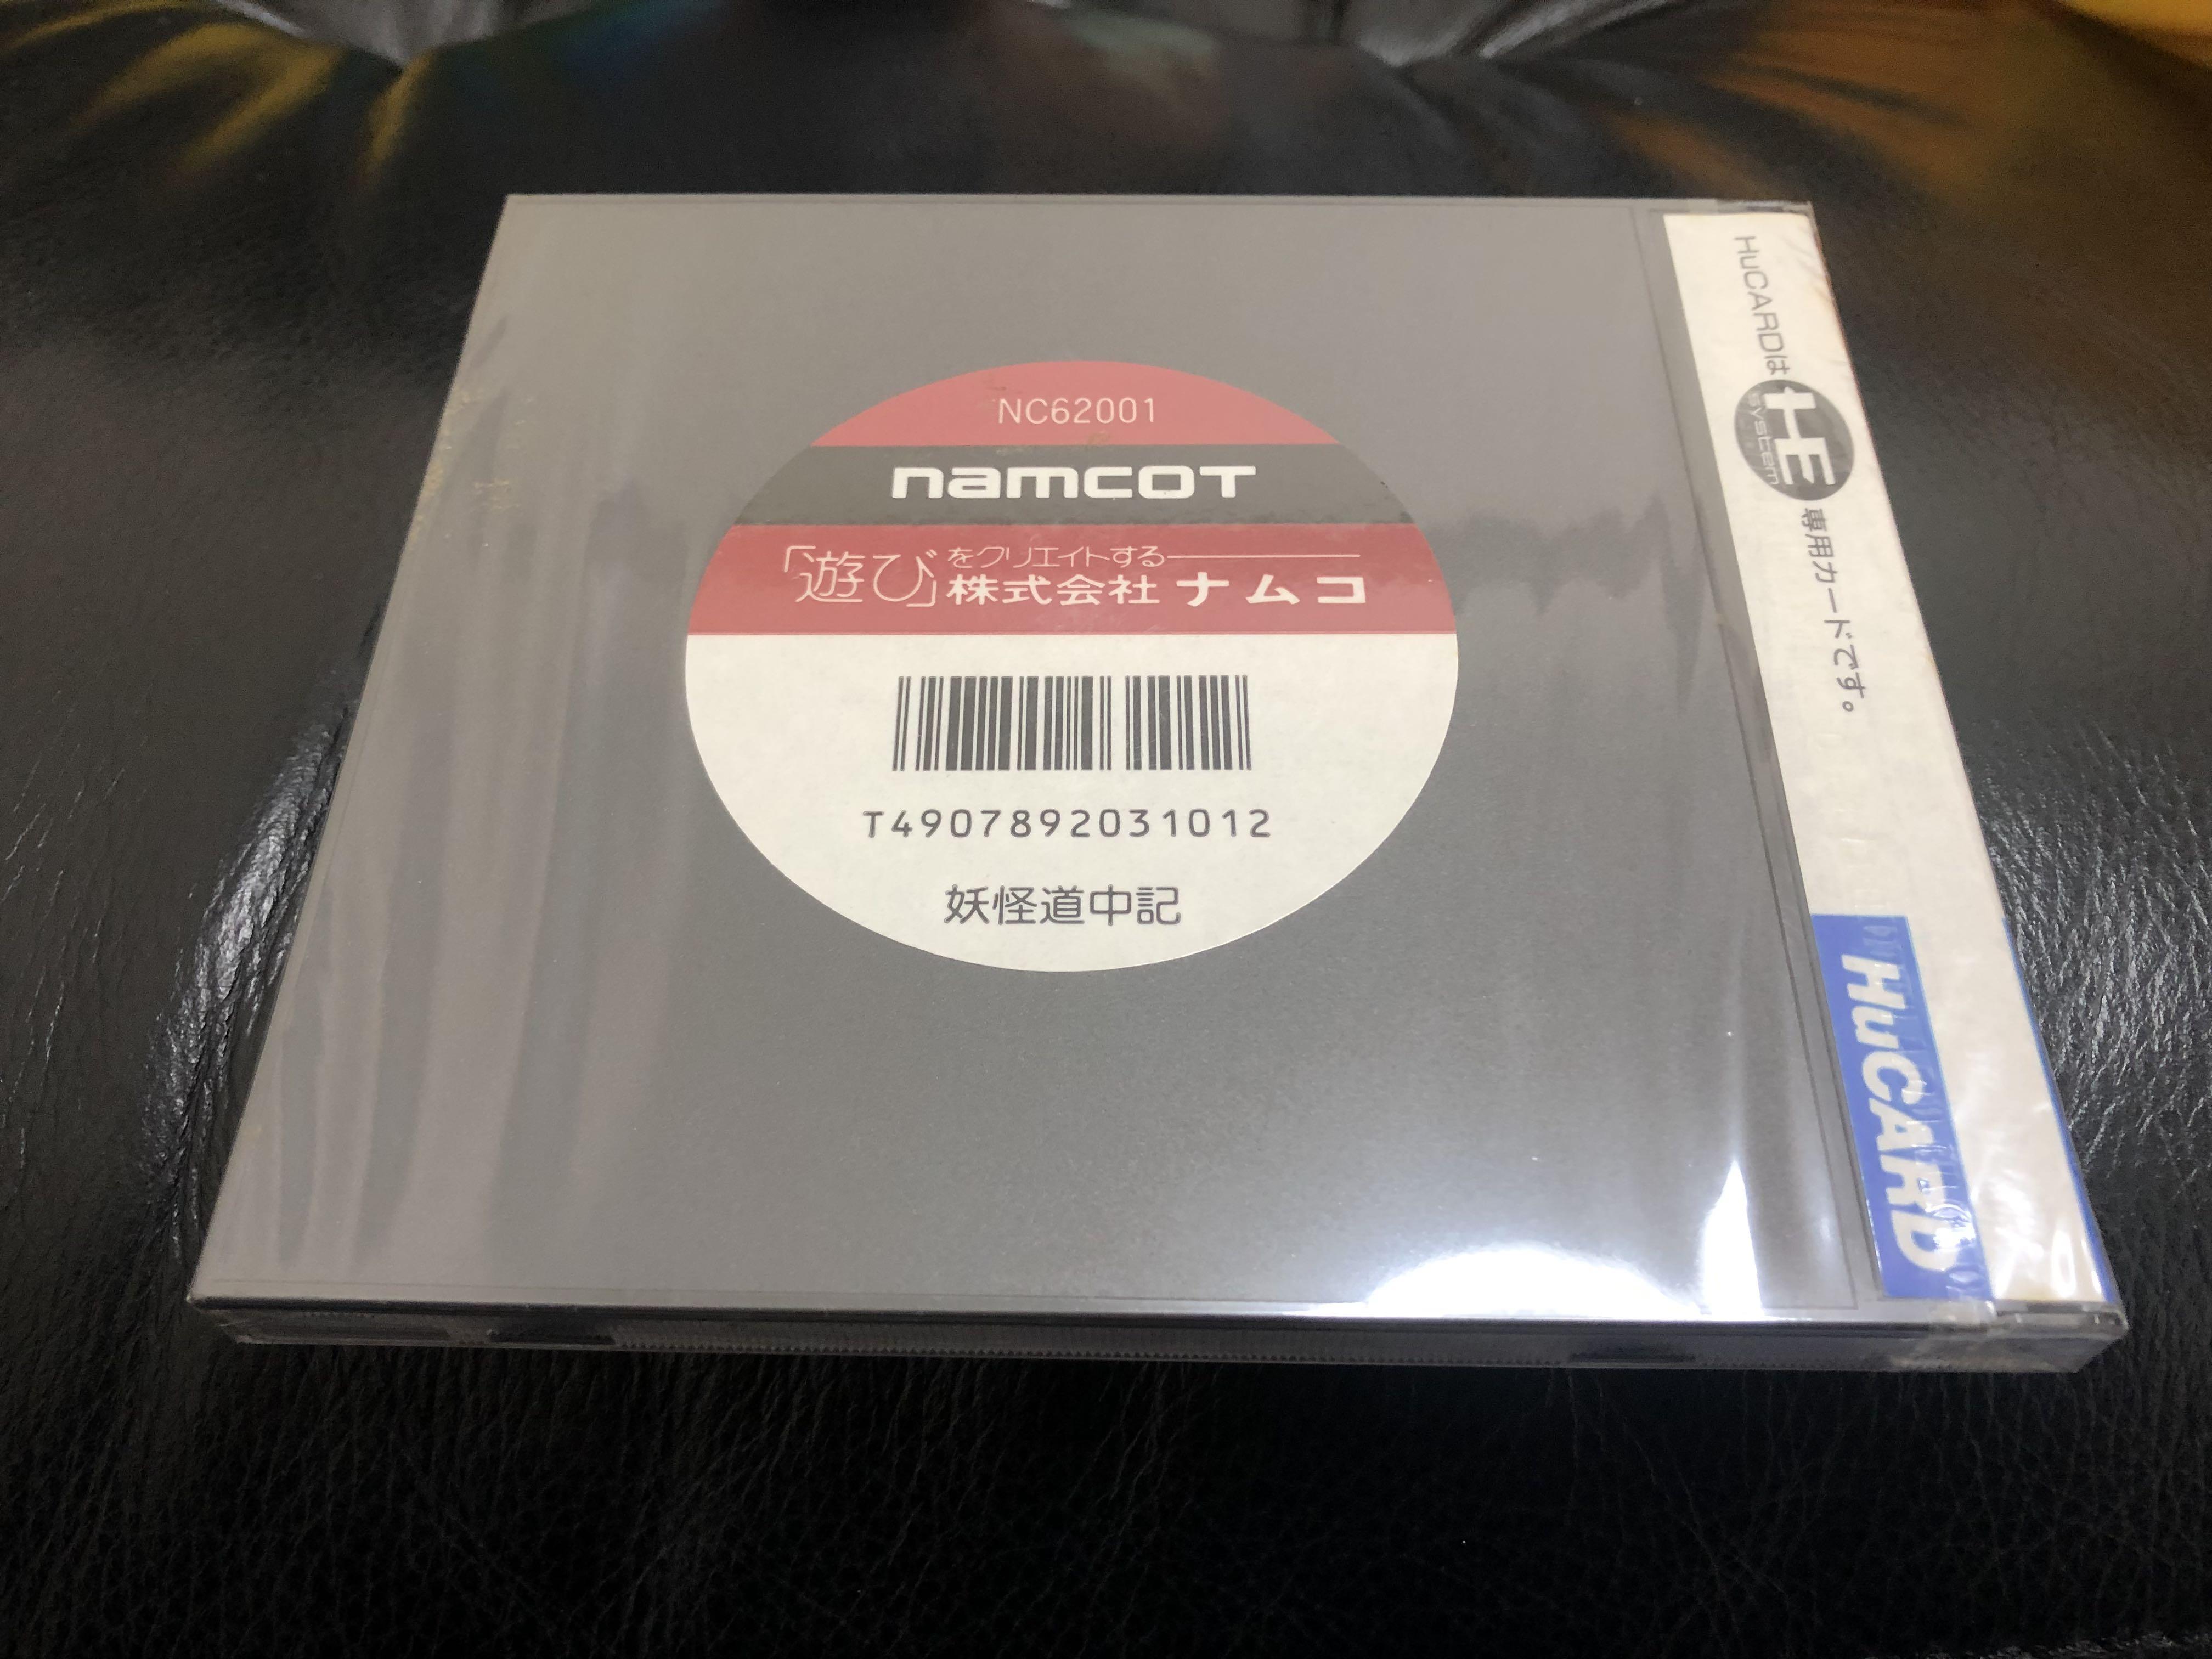 NC62001
namcot
「遊び」をクリエイトする
株式会社ナムコ
T4907892031012
妖怪道中記
HuCARDは HE system 専用カードです。
HuCARD